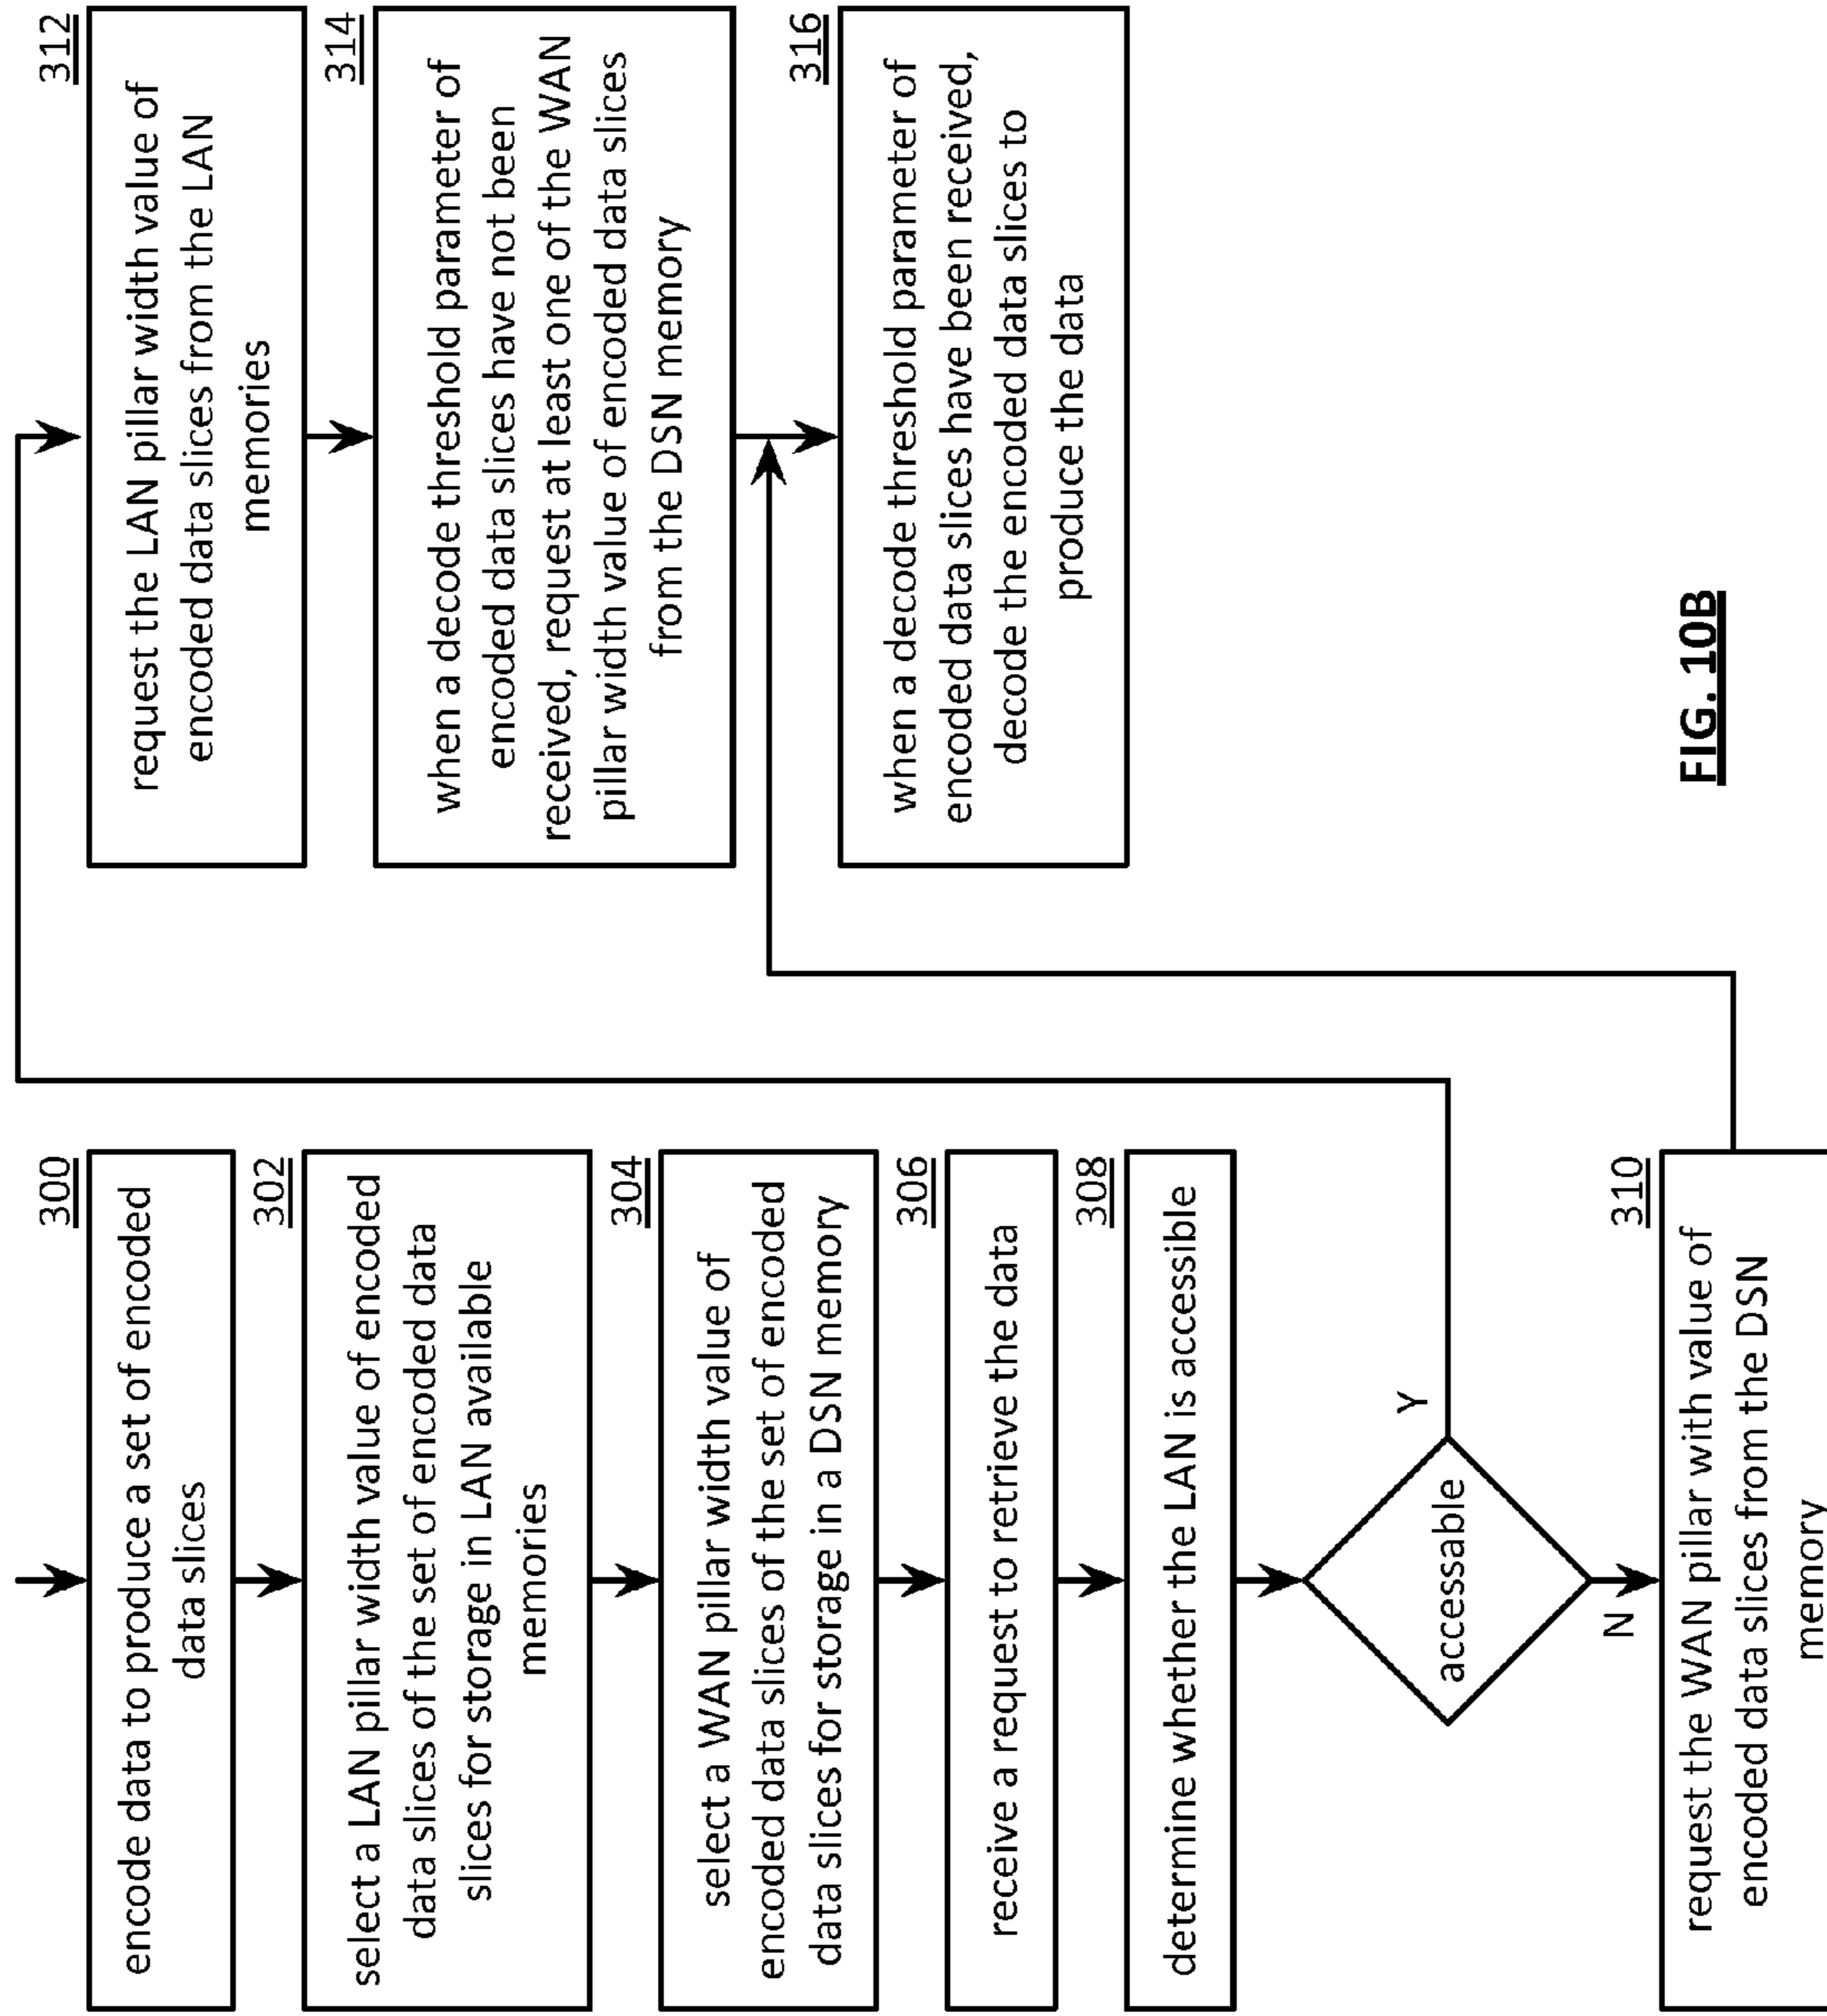 300
encode data to produce a set of encoded
data slices
302
select a LAN pillar width value of encoded
data slices of the set of encoded data
slices for storage in LAN available
memories
304
select a WAN pillar width value of
encoded data slices of the set of encoded
data slices for storage in a DSN memory
306
receive a request to retrieve the data
308
determine whether the LAN is accessible
accessable
Y
N
310
request the WAN pillar with value of
encoded data slices from the DSN
memory
312
request the LAN pillar width value of
encoded data slices from the LAN
memories
314
when a decode threshold parameter of
encoded data slices have not been
received, request at least one of the WAN
pillar width value of encoded data slices
from the DSN memory
316
when a decode threshold parameter of
encoded data slices have been received,
decode the encoded data slices to
produce the data
FIG. 10B